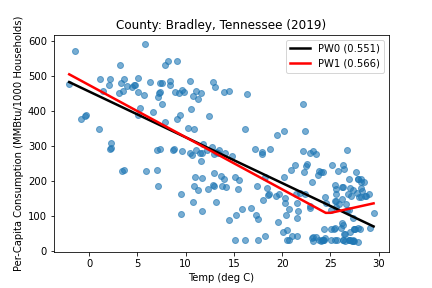 County: Bradley, Tennessee (2019)
PW0 (0.551)
PW1 (0.566)
Per-Capita Consumption (MMBtu/1000 Households)
600
500
400
300
200
100
0
0 5 10 15 20 25 30
Temp (deg C)